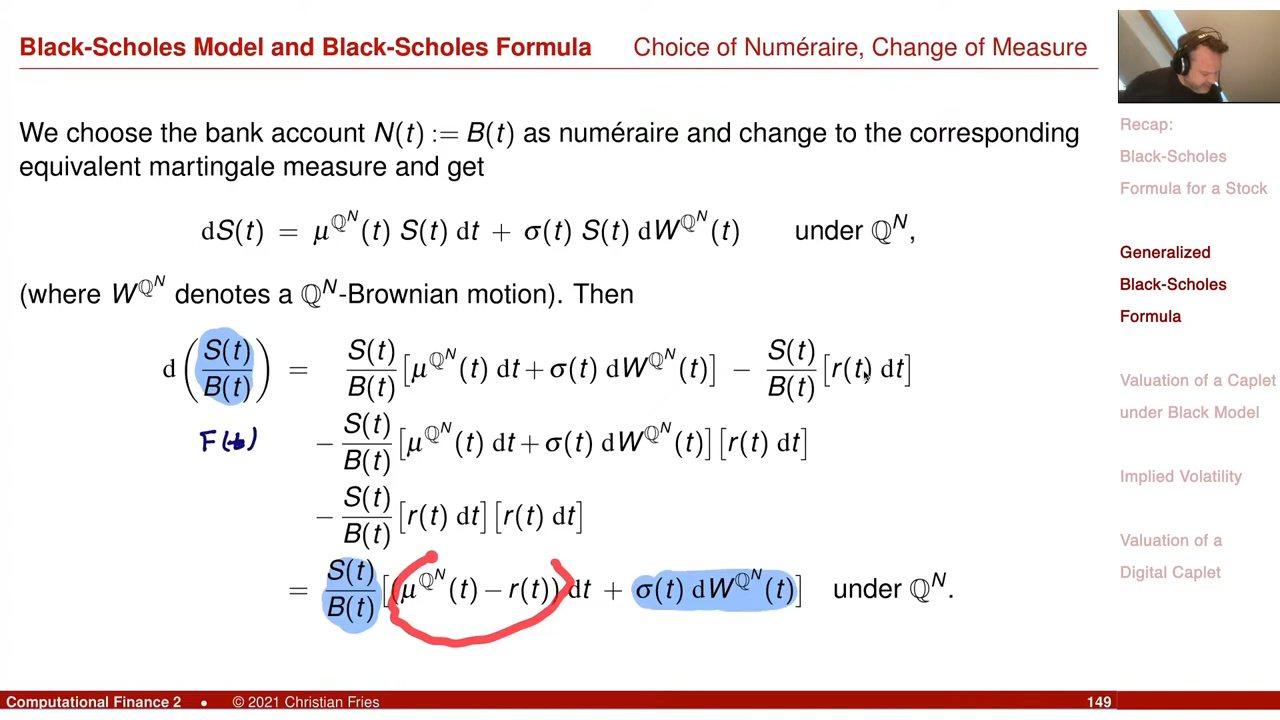 Black-Scholes Model and Black-Scholes Formula Choice of Numéraire, Change of Measure
We choose the bank account N(t) := B(t) as numéraire and change to the corresponding
equivalent martingale measure and get
dS(t) = μ^{ℚ^N}(t) S(t) dt + σ(t) S(t) dW^{ℚ^N}(t) under ℚ^N,
(where W^{ℚ^N} denotes a ℚ^N-Brownian motion). Then
d(S(t)/B(t)) = S(t)/B(t) [μ^{ℚ^N}(t) dt + σ(t) dW^{ℚ^N}(t)] − S(t)/B(t) [r(t) dt]
F(t)
− S(t)/B(t) [μ^{ℚ^N}(t) dt + σ(t) dW^{ℚ^N}(t)] [r(t) dt]
− S(t)/B(t) [r(t) dt] [r(t) dt]
= S(t)/B(t) [(μ^{ℚ^N}(t) − r(t)) dt + σ(t) dW^{ℚ^N}(t)] under ℚ^N.
Recap:
Black-Scholes
Formula for a Stock
Generalized
Black-Scholes
Formula
Valuation of a Caplet
under Black Model
Implied Volatility
Valuation of a
Digital Caplet
Computational Finance 2 • © 2021 Christian Fries 149